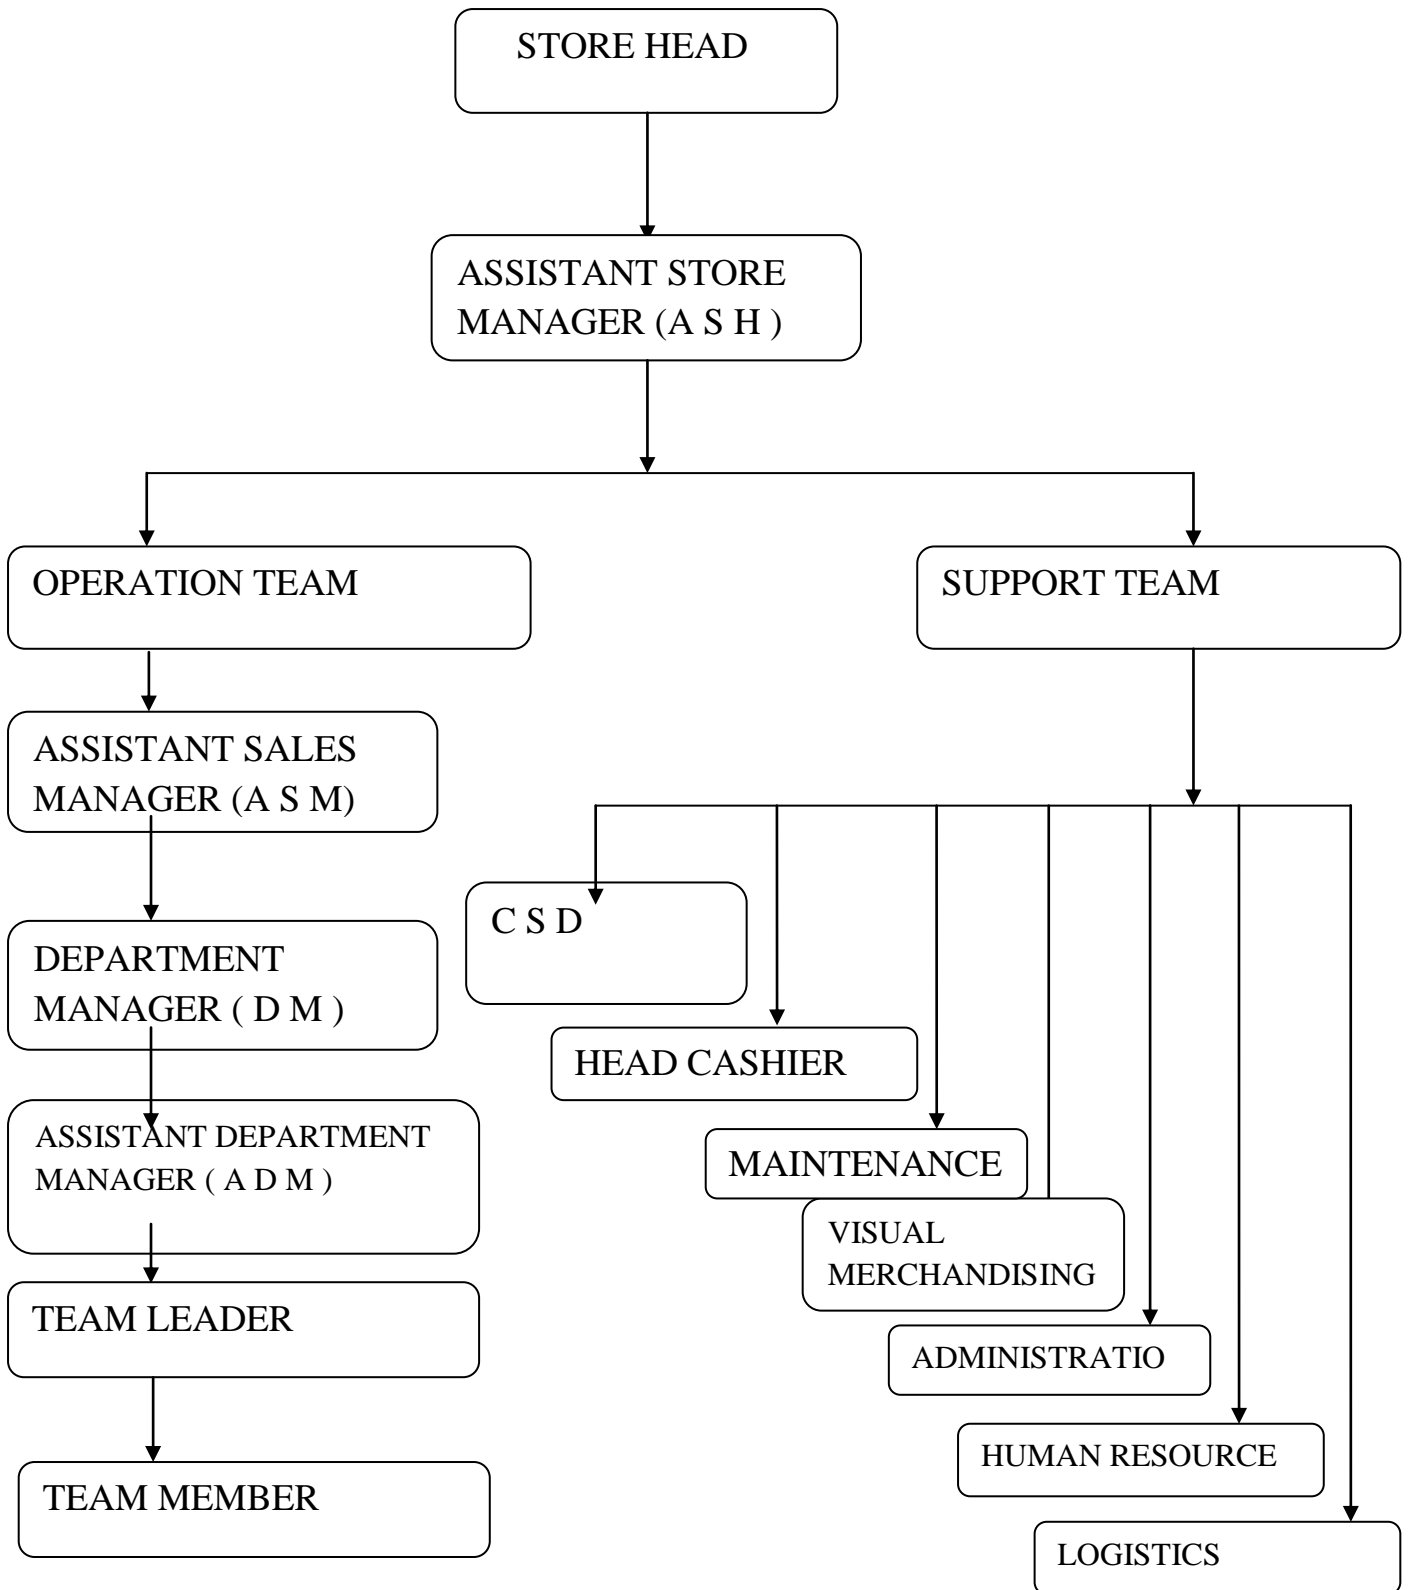 STORE HEAD
ASSISTANT STORE
MANAGER (A S H )
OPERATION TEAM
SUPPORT TEAM
ASSISTANT SALES
MANAGER (A S M)
DEPARTMENT
MANAGER ( D M )
ASSISTANT DEPARTMENT
MANAGER ( A D M )
TEAM LEADER
TEAM MEMBER
C S D
HEAD CASHIER
MAINTENANCE
VISUAL
MERCHANDISING
ADMINISTRATIO
HUMAN RESOURCE
LOGISTICS